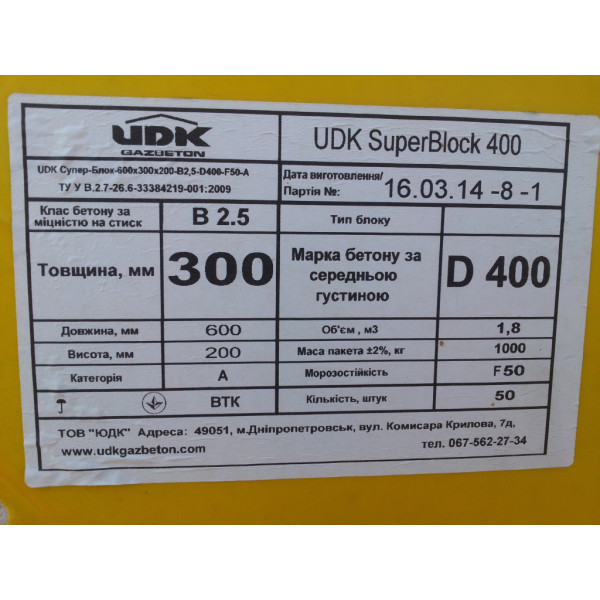 UDK
GAZBETON
UDK SuperBlock 400
UDK Супер-Блок-600х300х200-В2,5-D400-F50-А
ТУ У В.2.7-26.6-33384219-001:2009
Дата виготовлення/
Партія №:
16.03.14 -8 -1
Клас бетону за
міцністю на стиск
В 2.5
Тип блоку
Товщина, мм
300
Марка бетону за
середньою
густиною
D 400
Довжина, мм
600
Об'єм , м3
1,8
Висота, мм
200
Маса пакета ±2%, кг
1000
Категорія
А
Морозостійкість
F 50
ВТК
Кількість, штук
50
ТОВ "ЮДК" Адреса: 49051, м.Дніпропетровськ, вул. Комисара Крилова, 7д,
www.udkgazbeton.com
тел. 067-562-27-34